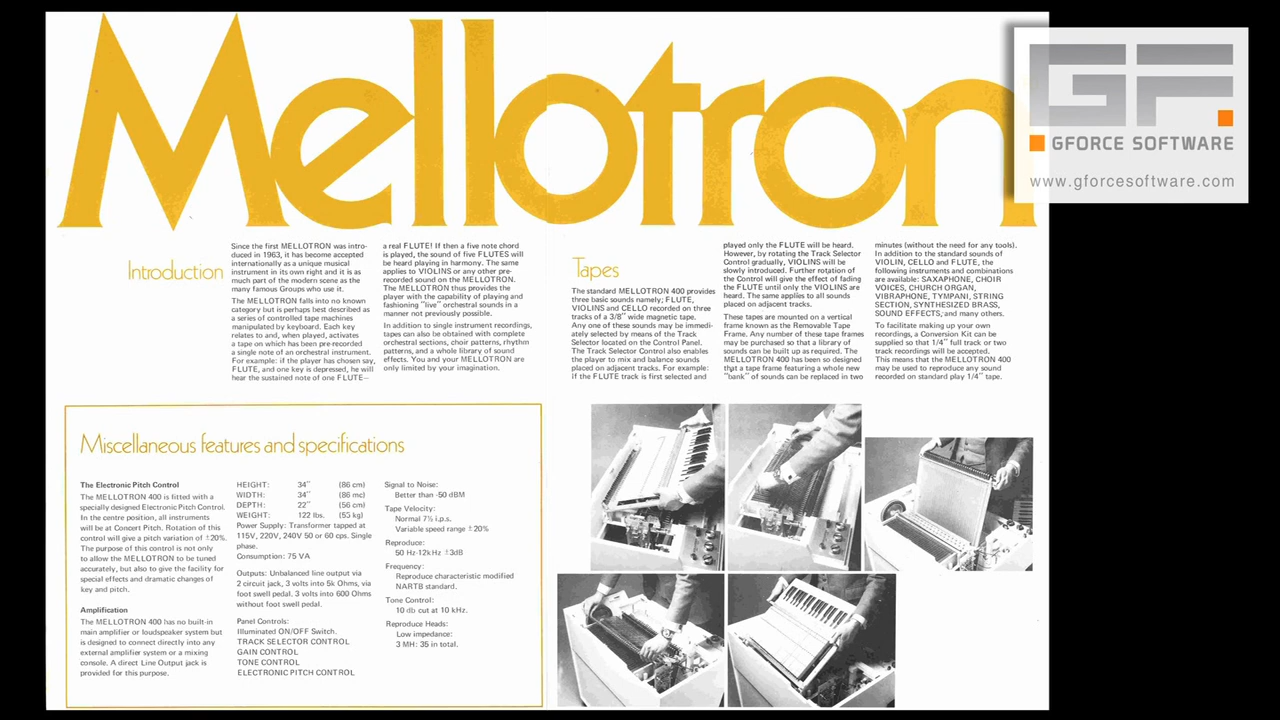 Mellotron
GF
GFORCE SOFTWARE
www.gforcesoftware.com
Introduction
Since the first MELLOTRON was intro-
duced in 1963, it has become accepted
internationally as a unique musical
instrument in its own right and it is as
much part of the modern scene as the
many famous Groups who use it.
The MELLOTRON falls into no known
category but is perhaps best described as
a series of controlled tape machines
manipulated by keyboard. Each key
relates to and, when played, activates
a tape on which has been pre-recorded
a single note of an orchestral instrument.
For example: if the player has chosen say,
FLUTE, and one key is depressed, he will
hear the sustained note of one FLUTE—
a real FLUTE! If then a five note chord
is played, the sound of five FLUTES will
be heard playing in harmony. The same
applies to VIOLINS or any other pre-
recorded sound on the MELLOTRON.
The MELLOTRON thus provides the
player with the capability of playing and
fashioning "live" orchestral sounds in a
manner not previously possible.
In addition to single instrument recordings,
tapes can also be obtained with complete
orchestral sections, choir patterns, rhythm
patterns, and a whole library of sound
effects. You and your MELLOTRON are
only limited by your imagination.
Tapes
The standard MELLOTRON 400 provides
three basic sounds namely; FLUTE,
VIOLINS and CELLO recorded on three
tracks of a 3/8" wide magnetic tape.
Any one of these sounds may be immedi-
ately selected by means of the Track
Selector located on the Control Panel.
The Track Selector Control also enables
the player to mix and balance sounds
placed on adjacent tracks. For example:
If the FLUTE track is first selected and
played only the FLUTE will be heard.
However, by rotating the Track Selector
Control gradually, VIOLINS will be
slowly introduced. Further rotation of
the Control will give the effect of fading
the FLUTE until only the VIOLINS are
heard. The same applies to all sounds
placed on adjacent tracks.
These tapes are mounted on a vertical
frame known as the Removable Tape
Frame. Any number of these tape frames
may be purchased so that a library of
sounds can be built up as required. The
MELLOTRON 400 has been so designed
that a tape frame featuring a whole new
"bank" of sounds can be replaced in two
minutes (without the need for any tools).
In addition to the standard sounds of
VIOLIN, CELLO and FLUTE, the
following instruments and combinations
are available: SAXAPHONE, CHOIR
VOICES, CHURCH ORGAN,
VIBRAPHONE, TYMPANI, STRING
SECTION, SYNTHESIZED BRASS,
SOUND EFFECTS, and many others.
To facilitate making up your own
recordings, a Conversion Kit can be
supplied so that 1/4" full track or two
track recordings will be accepted.
This means that the MELLOTRON 400
may be used to reproduce any sound
recorded on standard play 1/4" tape.
Miscellaneous features and specifications
The Electronic Pitch Control
The MELLOTRON 400 is fitted with a
specially designed Electronic Pitch Control.
In the centre position, all instruments
will be at Concert Pitch. Rotation of this
control will give a pitch variation of ±20%.
The purpose of this control is not only
to allow the MELLOTRON to be tuned
accurately, but also to give the facility for
special effects and dramatic changes of
key and pitch.
Amplification
The MELLOTRON 400 has no built-in
main amplifier or loudspeaker system but
is designed to connect directly into any
external amplifier system or a mixing
console. A direct Line Output jack is
provided for this purpose.
HEIGHT: 34" (86 cm)
WIDTH: 34" (86 mc)
DEPTH: 22" (56 cm)
WEIGHT: 122 lbs. (55 kg)
Power Supply: Transformer tapped at
115V, 220V, 240V 50 or 60 cps. Single
phase.
Consumption: 75 VA
Outputs: Unbalanced line output via
2 circuit jack, 3 volts into 5k Ohms, via
foot swell pedal. 3 volts into 600 Ohms
without foot swell pedal.
Panel Controls:
Illuminated ON/OFF Switch.
TRACK SELECTOR CONTROL
GAIN CONTROL
TONE CONTROL
ELECTRONIC PITCH CONTROL
Signal to Noise:
Better than -50 dBM
Tape Velocity:
Normal 7½ i.p.s.
Variable speed range ±20%
Reproduce:
50 Hz-12kHz ±3dB
Frequency:
Reproduce characteristic modified
NARTB standard.
Tone Control:
10 db cut at 10 kHz.
Reproduce Heads:
Low impedance:
3 MH: 35 in total.